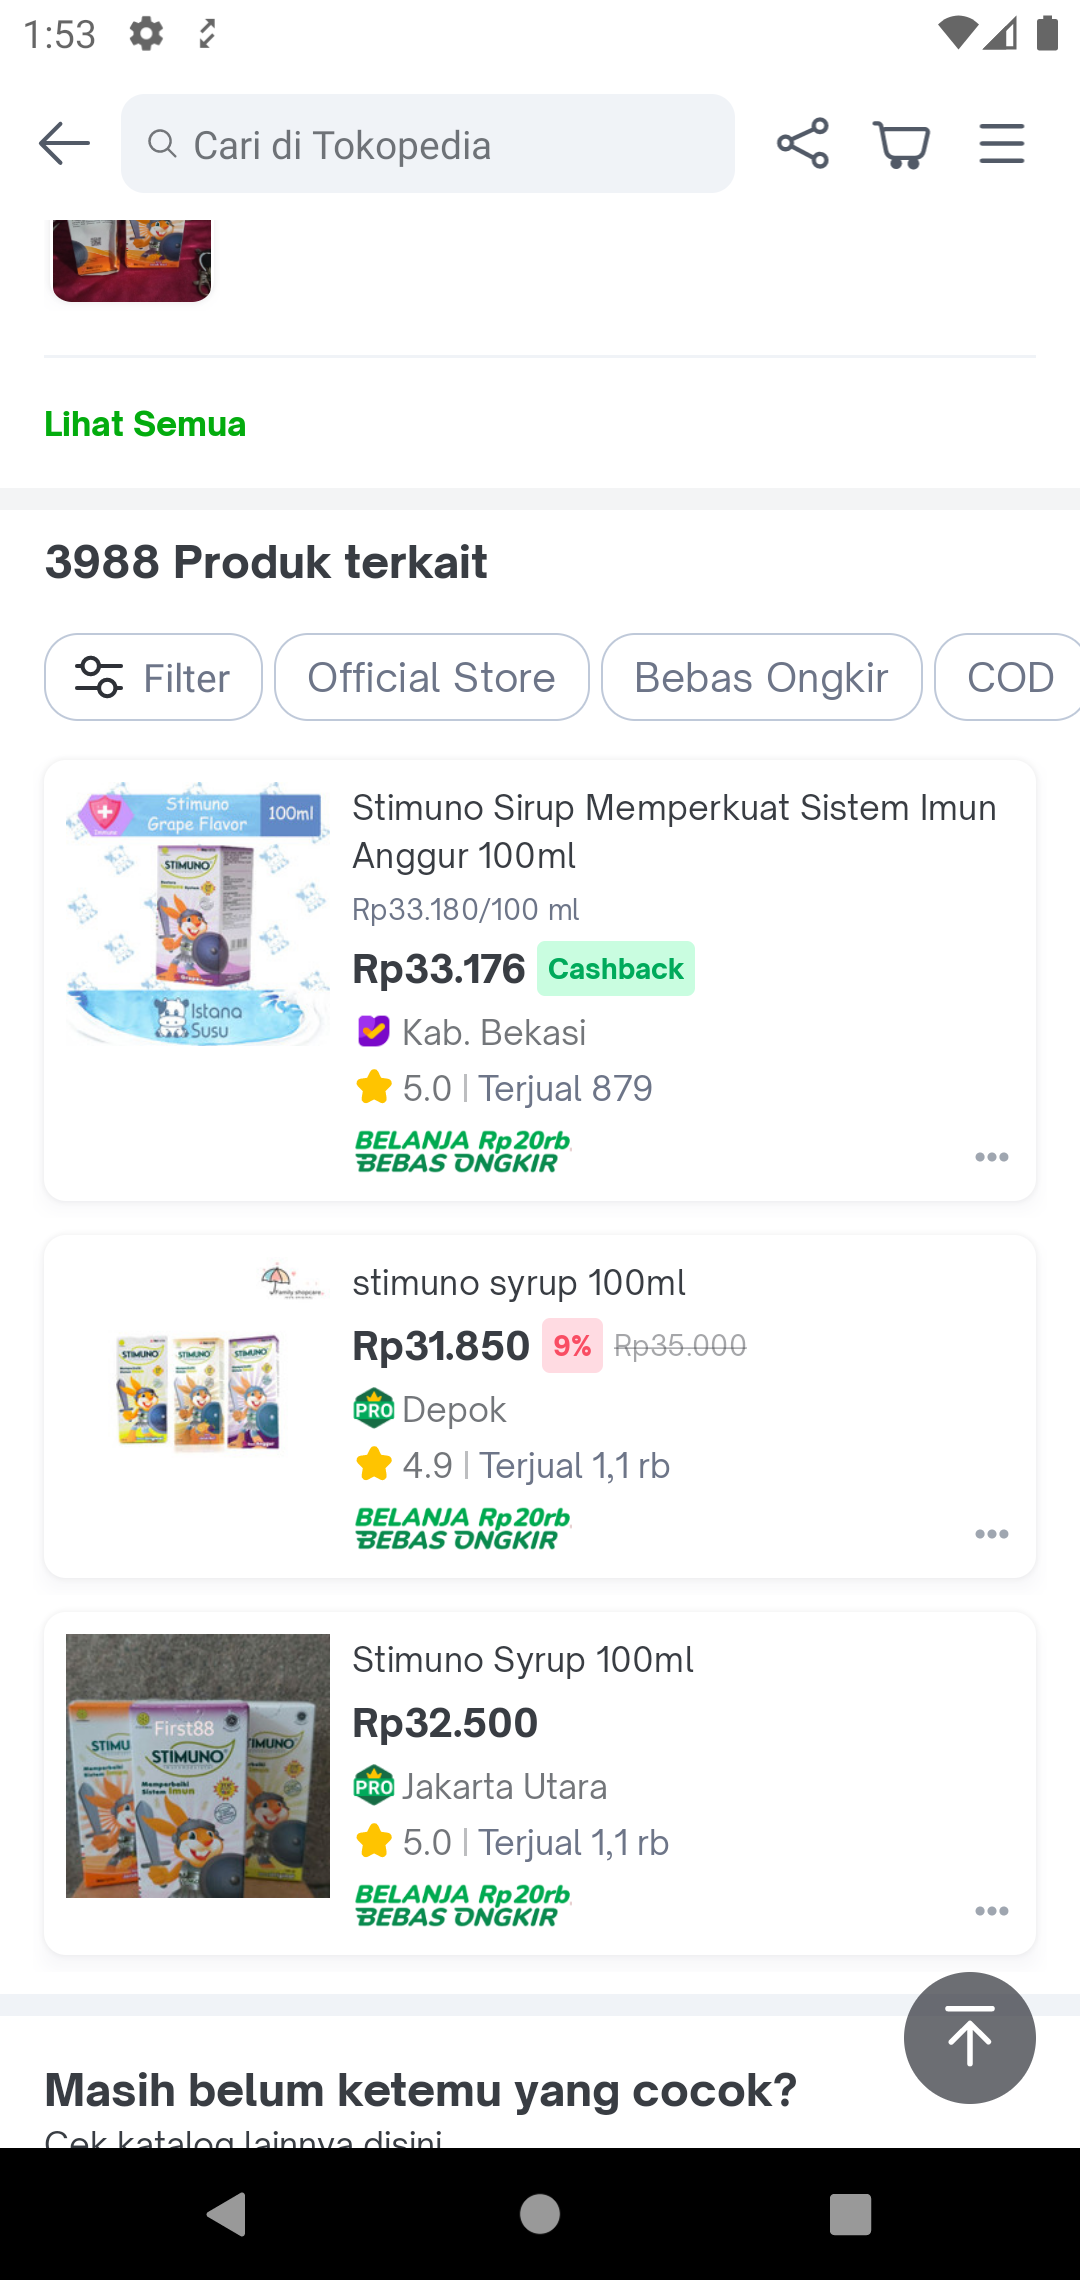 1:53
Cari di Tokopedia
Lihat Semua
3988 Produk terkait
Filter
Official Store
Bebas Ongkir
COD
Stimuno
Grape Flavor
100ml
STIMUNO
Istana
Susu
Stimuno Sirup Memperkuat Sistem Imun
Anggur 100ml
Rp33.180/100 ml
Rp33.176 Cashback
Kab. Bekasi
5.0 | Terjual 879
BELANJA Rp20rb
BEBAS ONGKIR
Family shopcare
STIMUNO
STIMUNO
STIMUNO
stimuno syrup 100ml
Rp31.850 9% Rp35.000
PRO Depok
4.9 | Terjual 1,1 rb
BELANJA Rp20rb
BEBAS ONGKIR
First88
STIMU
STIMUNO
IMUNO
Memperbaiki
Sistem Imun
Stimuno Syrup 100ml
Rp32.500
PRO Jakarta Utara
5.0 | Terjual 1,1 rb
BELANJA Rp20rb
BEBAS ONGKIR
Masih belum ketemu yang cocok?
Cek katalog lainnya disini